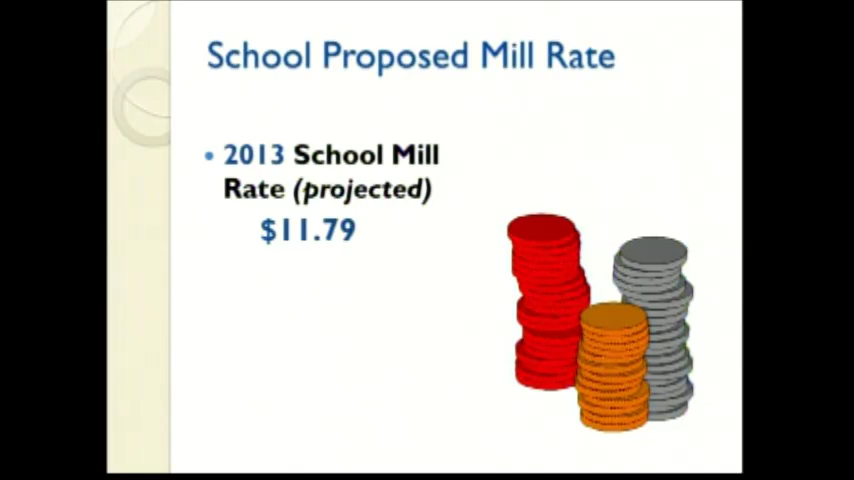 School Proposed Mill Rate
• 2013 School Mill
Rate (projected)
$11.79